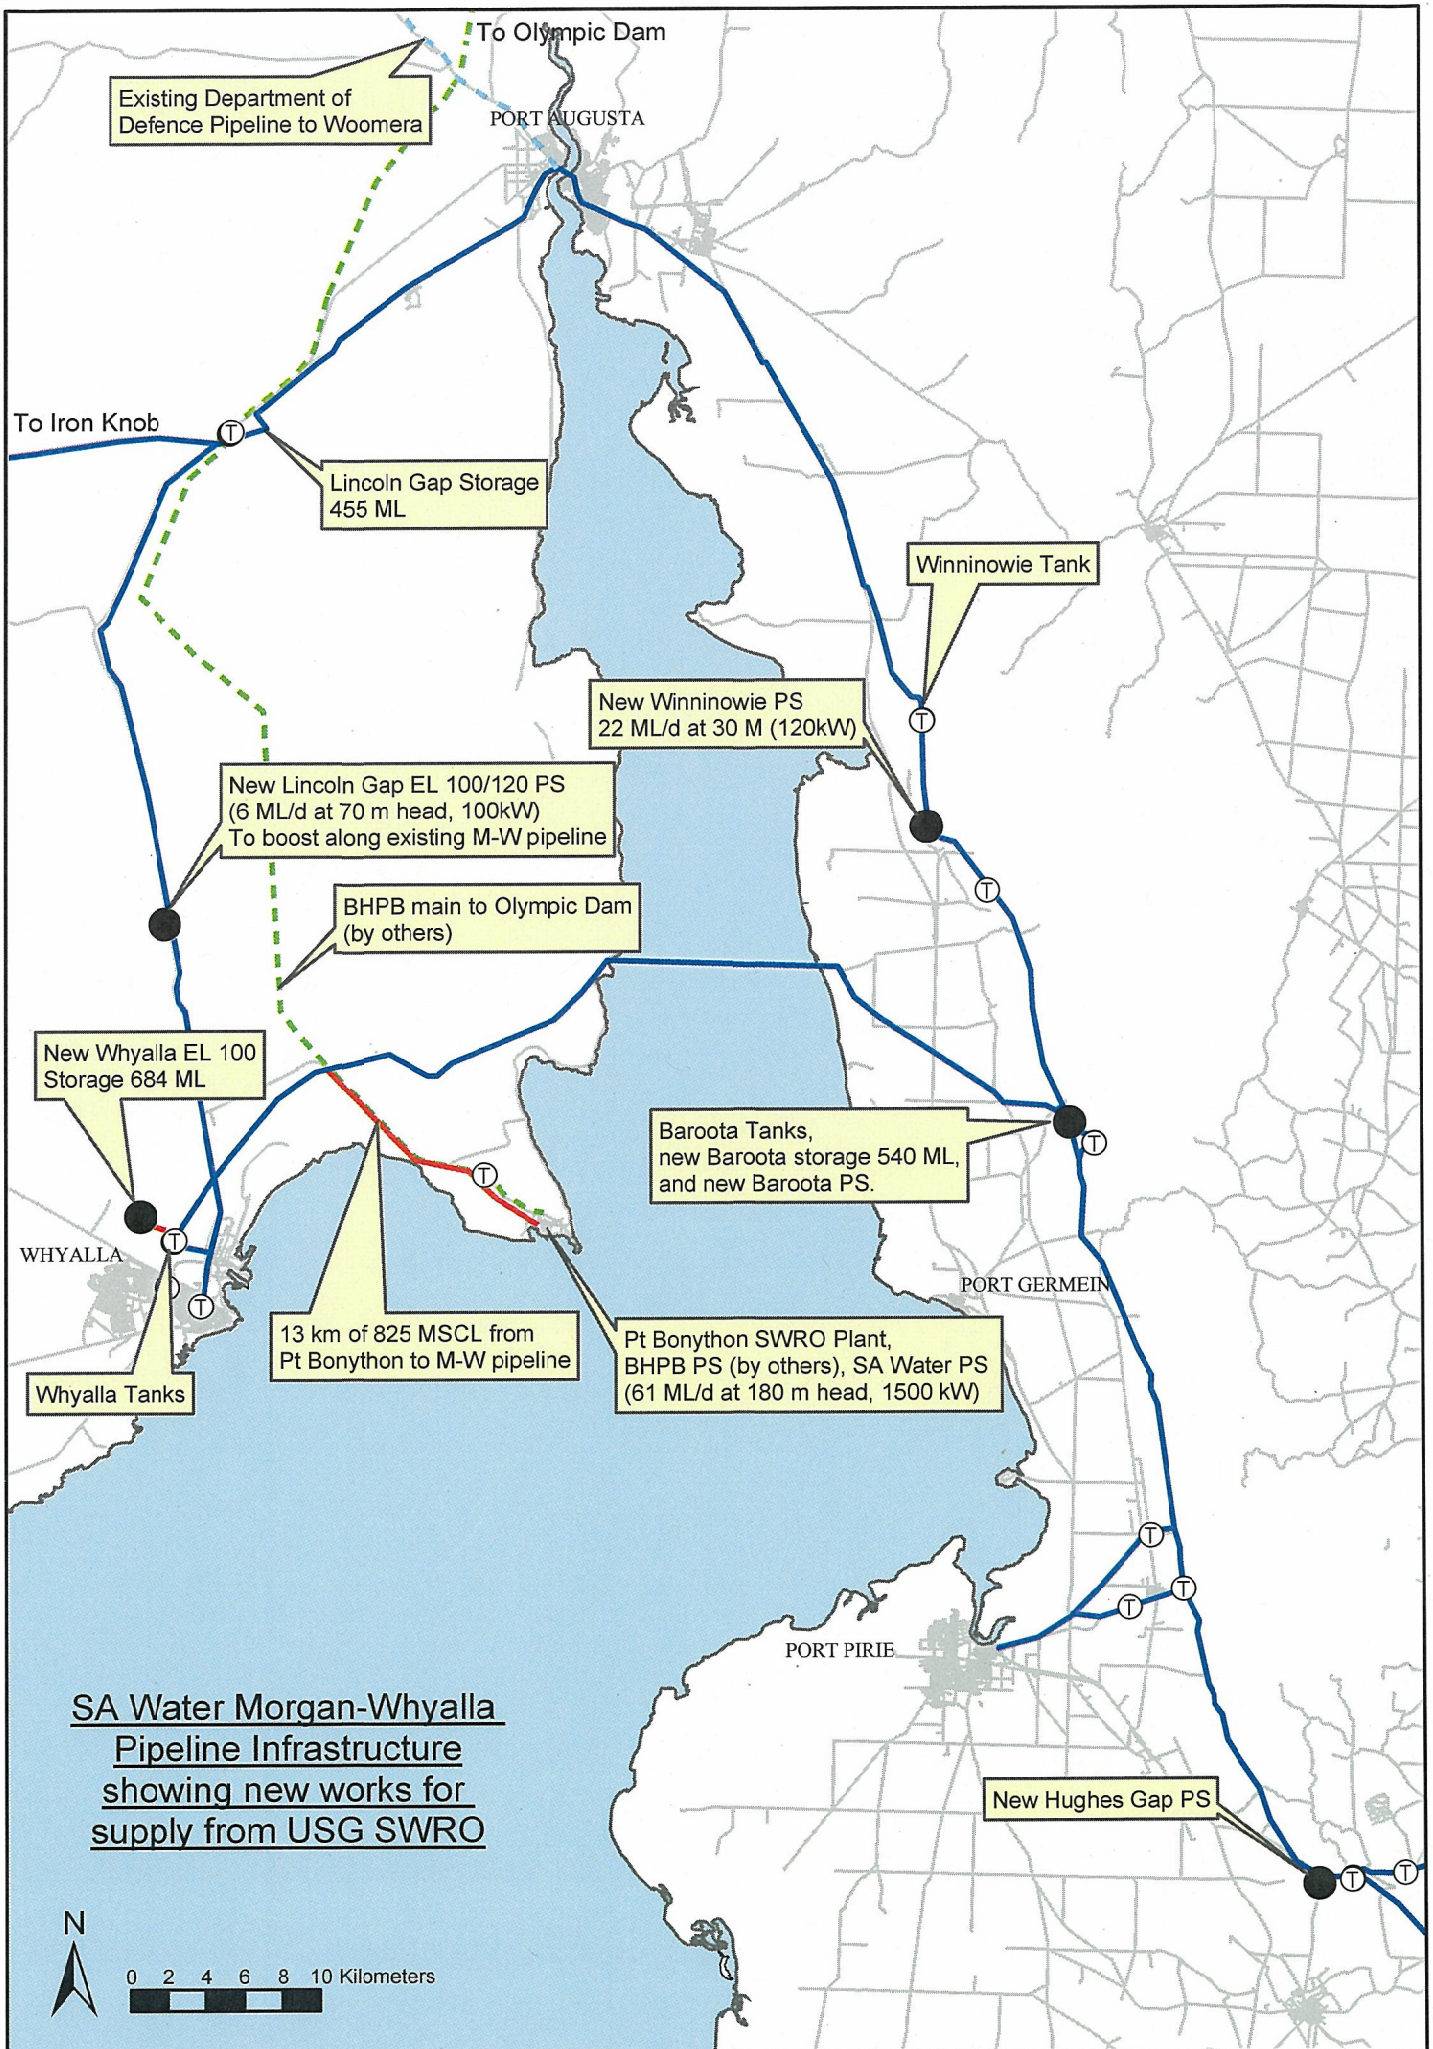 To Olympic Dam
Existing Department of
Defence Pipeline to Woomera
PORT AUGUSTA
To Iron Knob
T
Lincoln Gap Storage
455 ML
Winninowie Tank
New Winninowie PS
22 ML/d at 30 M (120kW)
T
New Lincoln Gap EL 100/120 PS
(6 ML/d at 70 m head, 100kW)
To boost along existing M-W pipeline
T
BHPB main to Olympic Dam
(by others)
New Whyalla EL 100
Storage 684 ML
Baroota Tanks,
new Baroota storage 540 ML,
and new Baroota PS.
T
T
T
WHYALLA
T
PORT GERMEIN
13 km of 825 MSCL from
Pt Bonython to M-W pipeline
Pt Bonython SWRO Plant,
BHPB PS (by others), SA Water PS
(61 ML/d at 180 m head, 1500 kW)
Whyalla Tanks
T
T
T
PORT PIRIE
SA Water Morgan-Whyalla
Pipeline Infrastructure
showing new works for
supply from USG SWRO
New Hughes Gap PS
T
T
N
0 2 4 6 8 10 Kilometers